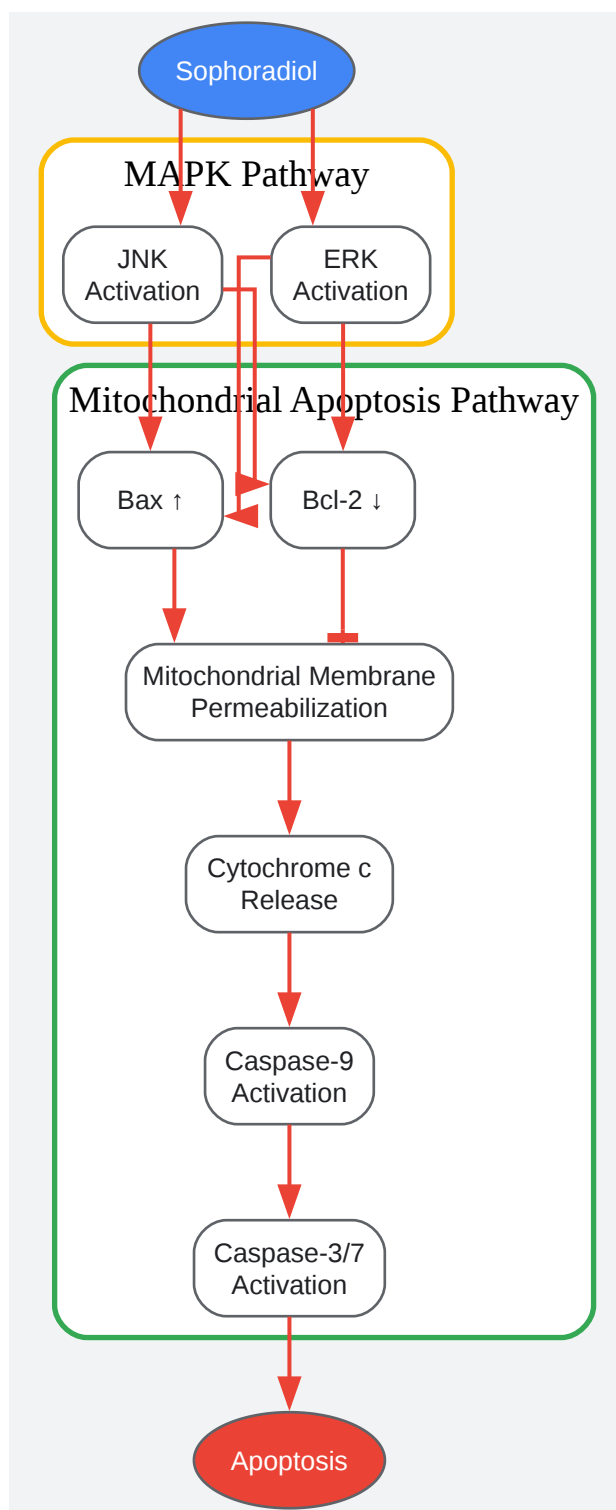 Sophoradiol
MAPK Pathway
JNK
Activation
ERK
Activation
Mitochondrial Apoptosis Pathway
Bax ↑
Bcl-2 ↓
Mitochondrial Membrane
Permeabilization
Cytochrome c
Release
Caspase-9
Activation
Caspase-3/7
Activation
Apoptosis